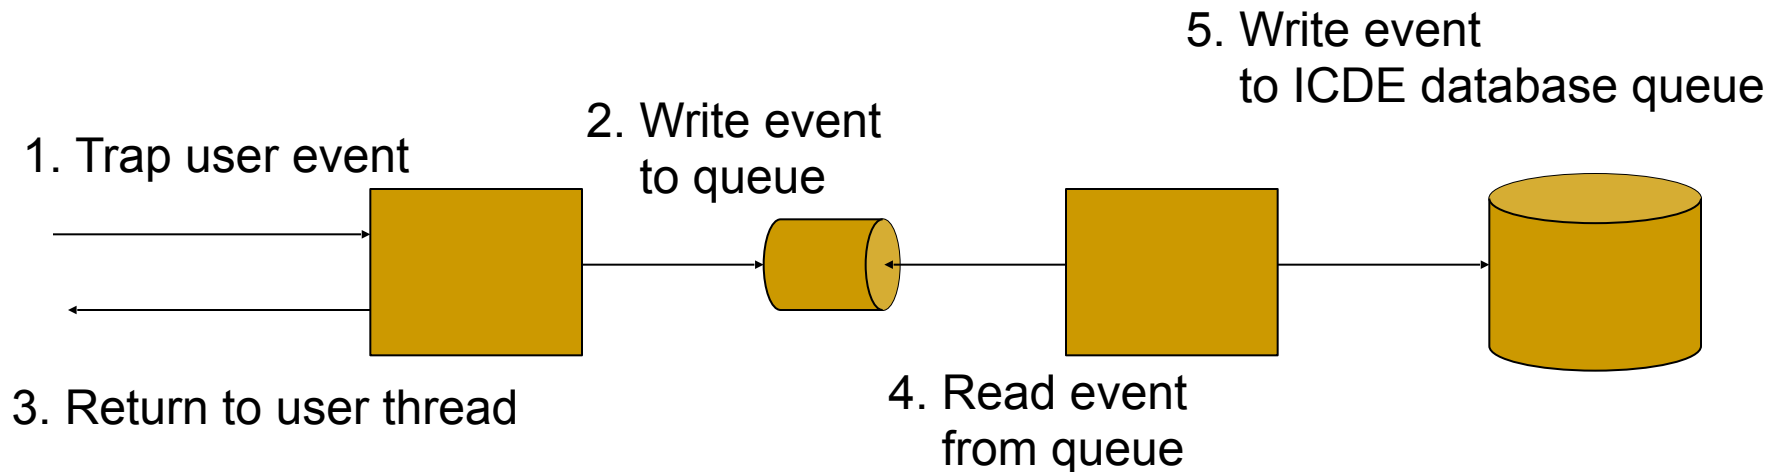 1. Trap user event
2. Write event
to queue
3. Return to user thread
4. Read event
from queue
5. Write event
to ICDE database queue